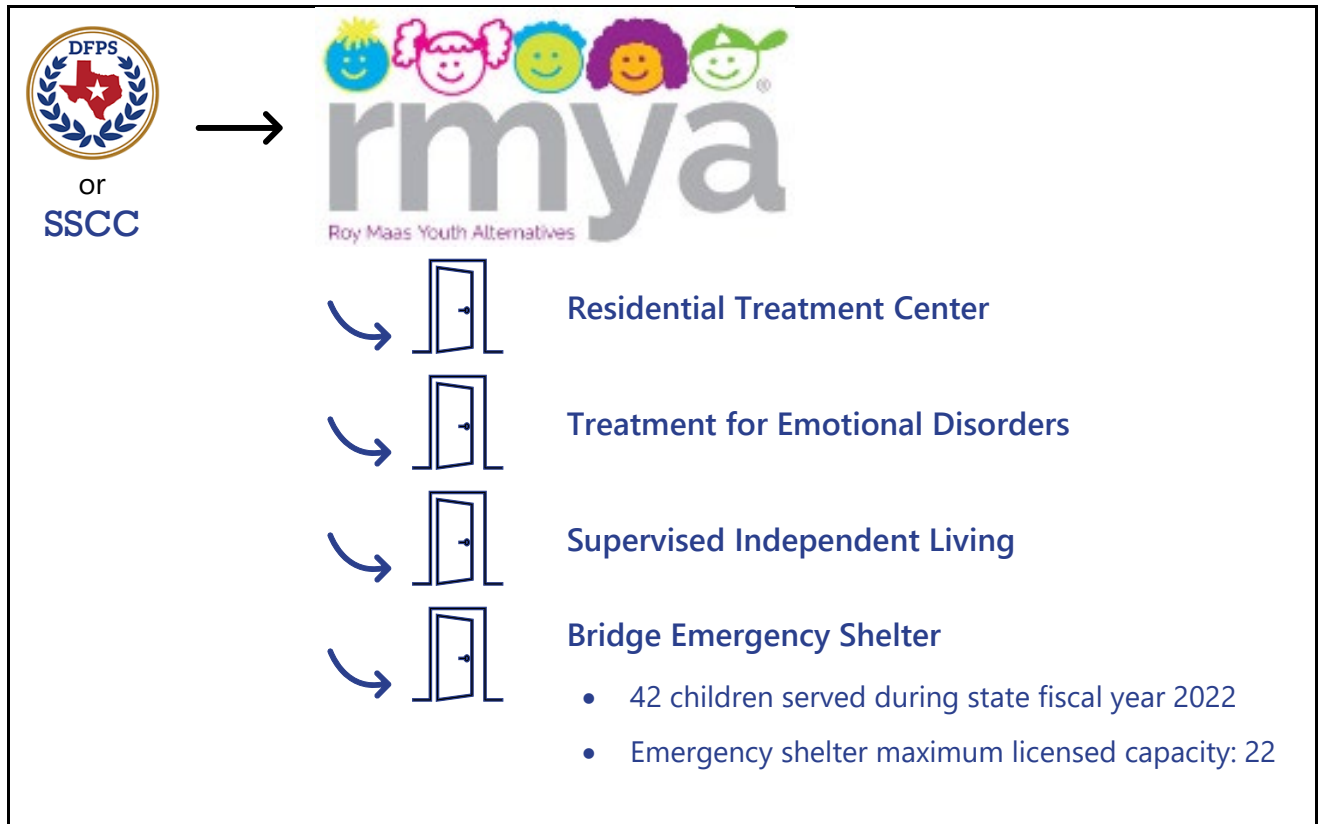 DFPS
or
SSCC
rmya
®
Roy Maas Youth Alternatives
Residential Treatment Center
Treatment for Emotional Disorders
Supervised Independent Living
Bridge Emergency Shelter
• 42 children served during state fiscal year 2022
• Emergency shelter maximum licensed capacity: 22